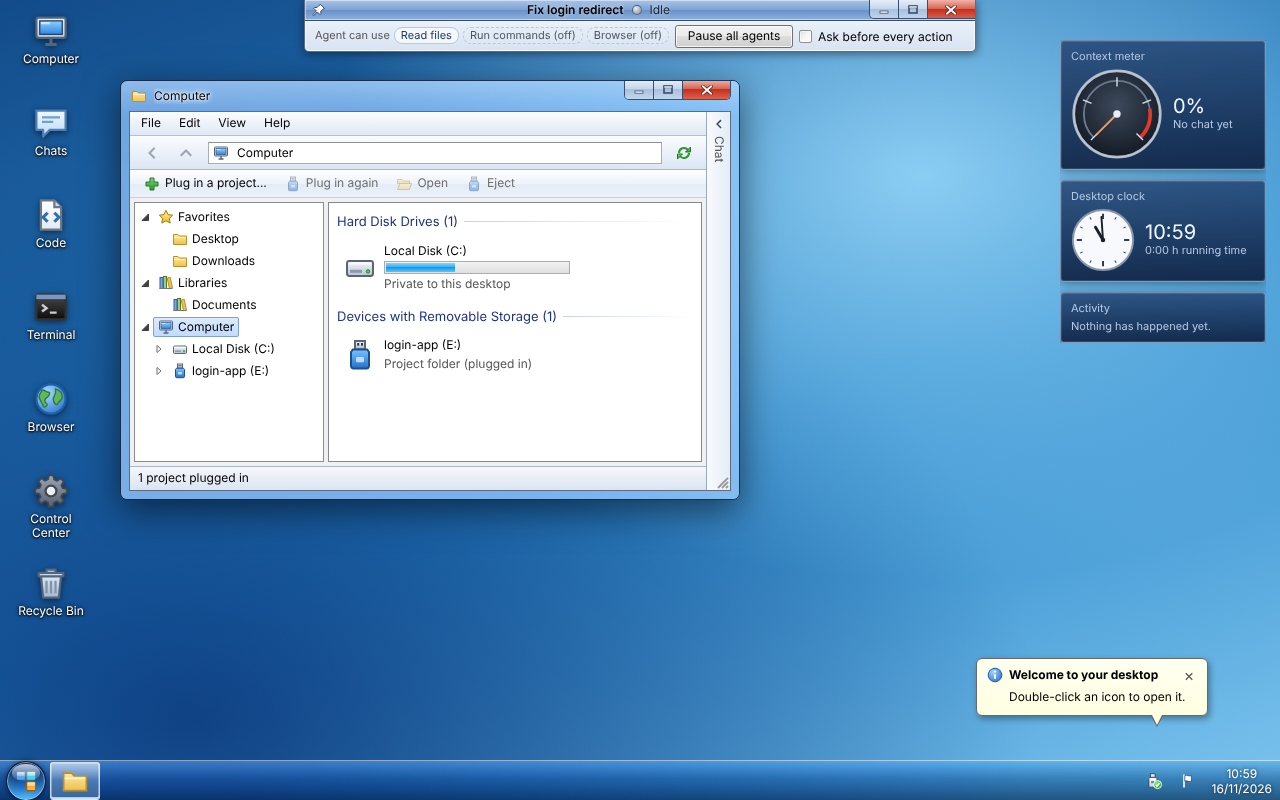 Fix login redirect Idle
Agent can use Read files Run commands (off) Browser (off) Pause all agents Ask before every action
Computer
Chats
Code
Terminal
Browser
Control
Center
Recycle Bin
Computer
File Edit View Help
Computer
Plug in a project... Plug in again Open Eject
Favorites
Desktop
Downloads
Libraries
Documents
Computer
Local Disk (C:)
login-app (E:)
Hard Disk Drives (1)
Local Disk (C:)
Private to this desktop
Devices with Removable Storage (1)
login-app (E:)
Project folder (plugged in)
1 project plugged in
Chat
Context meter
0%
No chat yet
Desktop clock
10:59
0:00 h running time
Activity
Nothing has happened yet.
Welcome to your desktop
Double-click an icon to open it.
10:59
16/11/2026